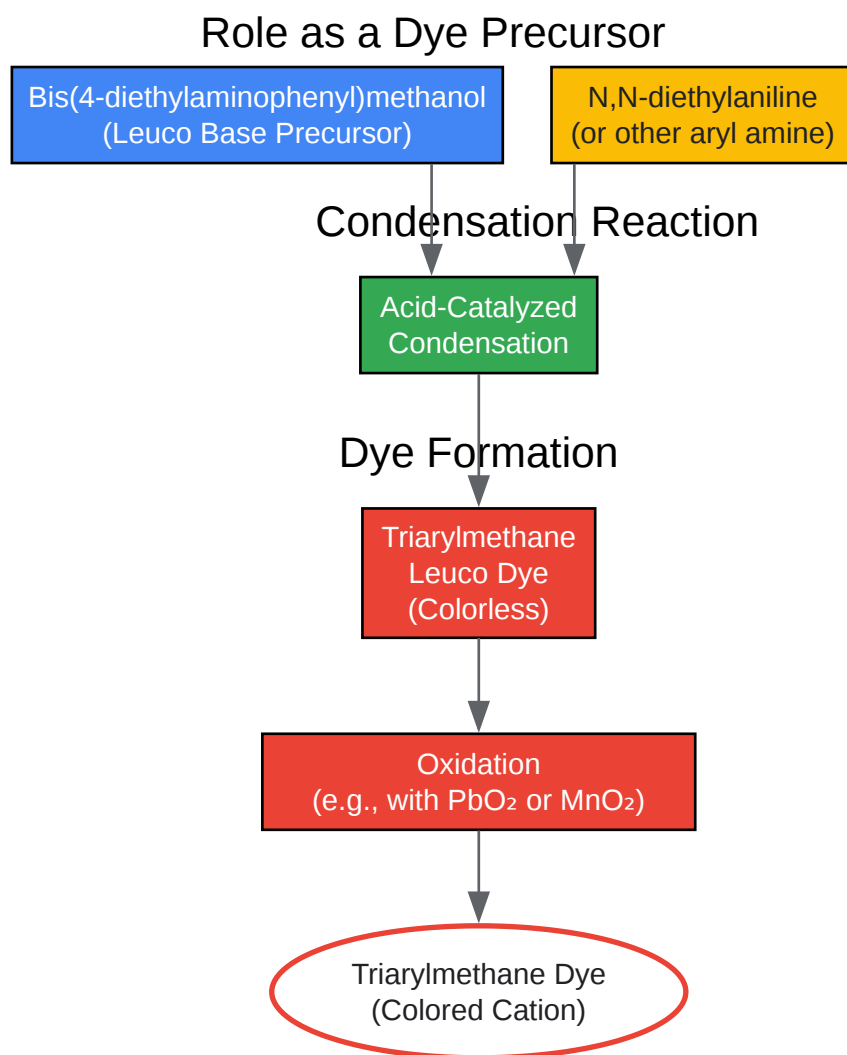 Role as a Dye Precursor
Bis(4-diethylaminophenyl)methanol
(Leuco Base Precursor)
N,N-diethylaniline
(or other aryl amine)
Condensation Reaction
Acid-Catalyzed
Condensation
Dye Formation
Triarylmethane
Leuco Dye
(Colorless)
Oxidation
(e.g., with PbO₂ or MnO₂)
Triarylmethane Dye
(Colored Cation)